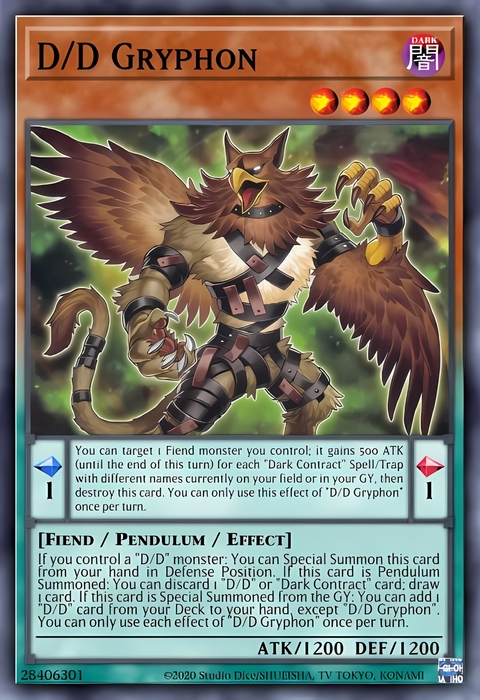 D/D Gryphon
DARK
闇
You can target 1 Fiend monster you control; it gains 500 ATK
(until the end of this turn) for each "Dark Contract" Spell/Trap
with different names currently on your field or in your GY, then
destroy this card. You can only use this effect of "D/D Gryphon"
once per turn.
1
1
[Fiend / Pendulum / Effect]
If you control a "D/D" monster: You can Special Summon this card
from your hand in Defense Position. If this card is Pendulum
Summoned: You can discard 1 "D/D" or "Dark Contract" card; draw
1 card. If this card is Special Summoned from the GY: You can add 1
"D/D" card from your Deck to your hand, except "D/D Gryphon".
You can only use each effect of "D/D Gryphon" once per turn.
ATK/1200 DEF/1200
28406301
©2020 Studio Dice/SHUEISHA, TV TOKYO, KONAMI